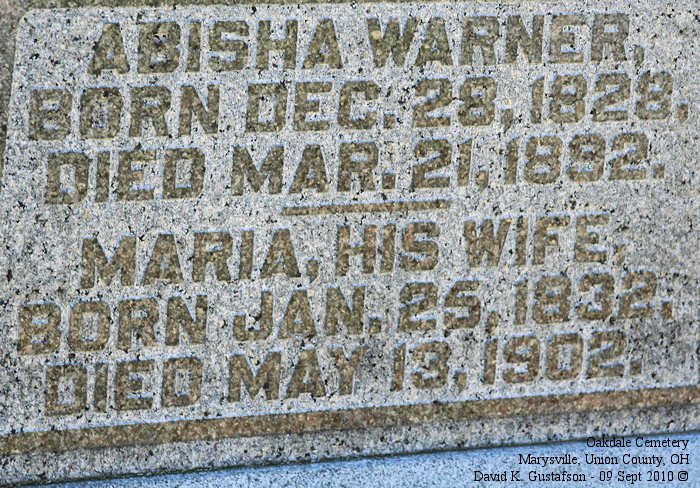 ABISHA WARNER,
BORN DEC. 28, 1828.
DIED MAR. 21, 1892.
MARIA, HIS WIFE,
BORN JAN. 25, 1832.
DIED MAY 13, 1902.
Oakdale Cemetery
Marysville, Union County, OH
David K. Gustafson - 09 Sept 2010 ©